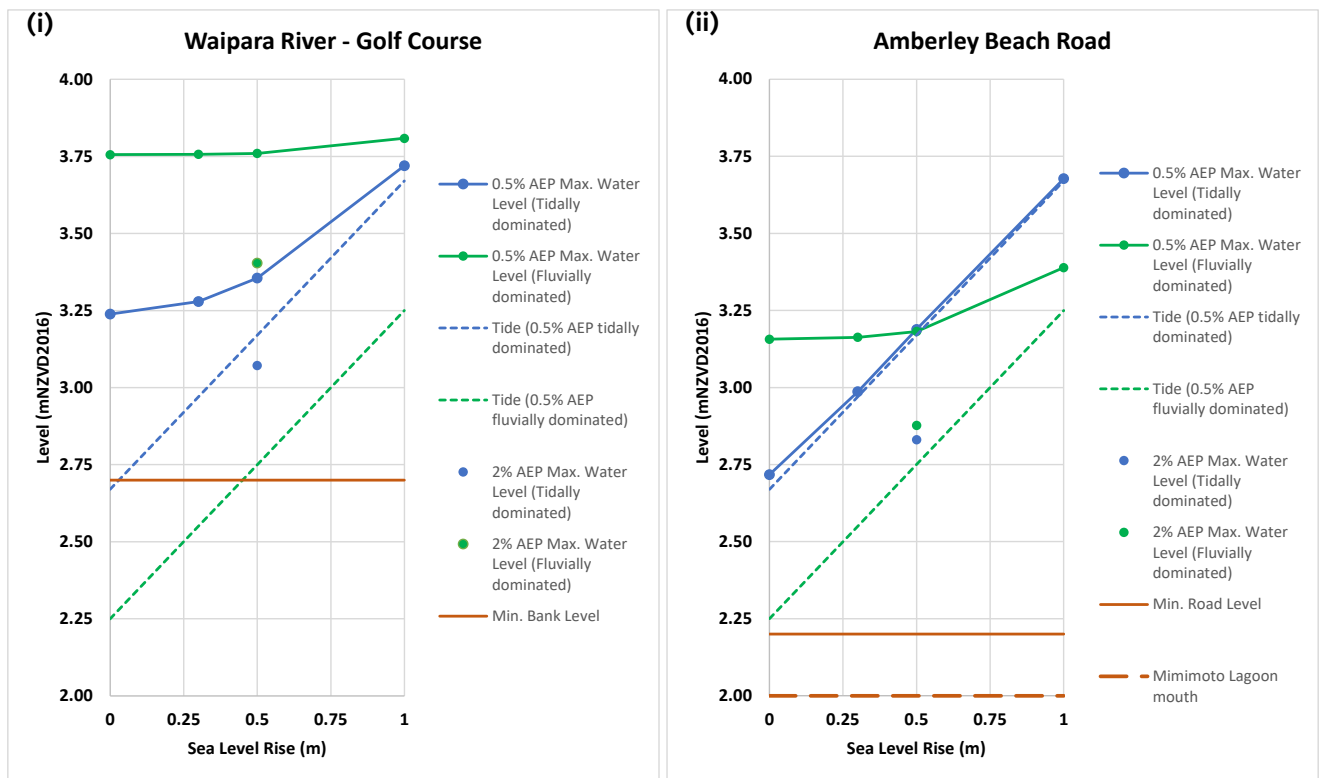 (i)
Waipara River - Golf Course
4.00
3.75
3.50
3.25
3.00
2.75
2.50
2.25
2.00
Level (mNZVD2016)
0
0.25
0.5
0.75
1
Sea Level Rise (m)
0.5% AEP Max. Water
Level (Tidally
dominated)
0.5% AEP Max. Water
Level (Fluvially
dominated)
Tide (0.5% AEP tidally
dominated)
Tide (0.5% AEP
fluvially dominated)
2% AEP Max. Water
Level (Tidally
dominated)
2% AEP Max. Water
Level (Fluvially
dominated)
Min. Bank Level
(ii)
Amberley Beach Road
4.00
3.75
3.50
3.25
3.00
2.75
2.50
2.25
2.00
Level (mNZVD2016)
0
0.25
0.5
0.75
1
Sea Level Rise (m)
0.5% AEP Max. Water
Level (Tidally
dominated)
0.5% AEP Max. Water
Level (Fluvially
dominated)
Tide (0.5% AEP tidally
dominated)
Tide (0.5% AEP
fluvially dominated)
2% AEP Max. Water
Level (Tidally
dominated)
2% AEP Max. Water
Level (Fluvially
dominated)
Min. Road Level
Mimimoto Lagoon
mouth